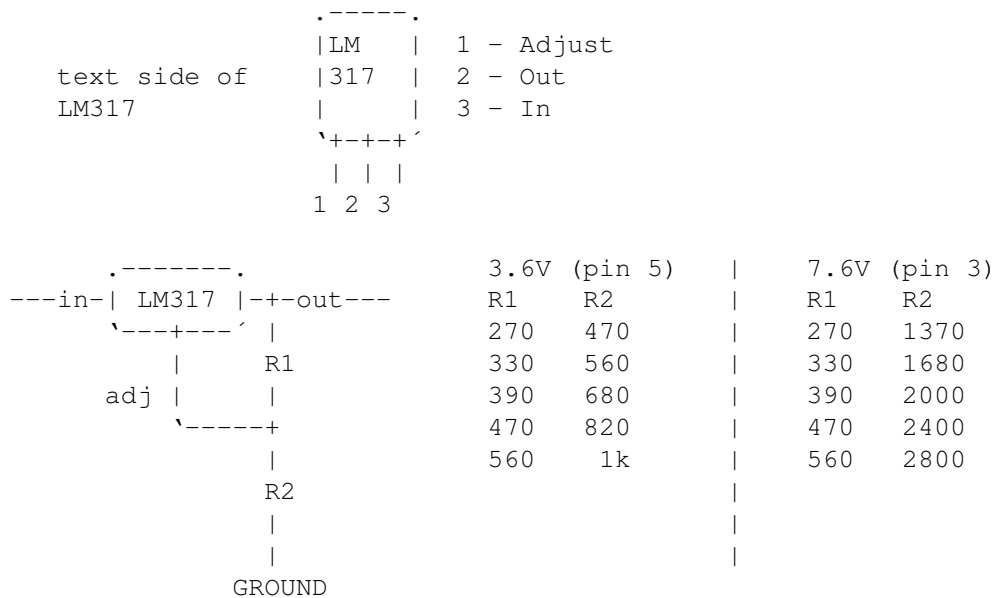 .-----.
|LM   |  1 - Adjust
text side of    |317  |  2 - Out
LM317           |     |  3 - In
`+-+-+´
| | |
1 2 3
.-------.               3.6V (pin 5)   |    7.6V (pin 3)
---in-| LM317 |-+-out---      R1   R2        |    R1    R2
`---+---´ |             270   470      |    270   1370
|     R1            330   560      |    330   1680
adj |     |             390   680      |    390   2000
`-----+             470   820      |    470   2400
|             560    1k      |    560   2800
R2                           |
|                            |
|                            |
GROUND